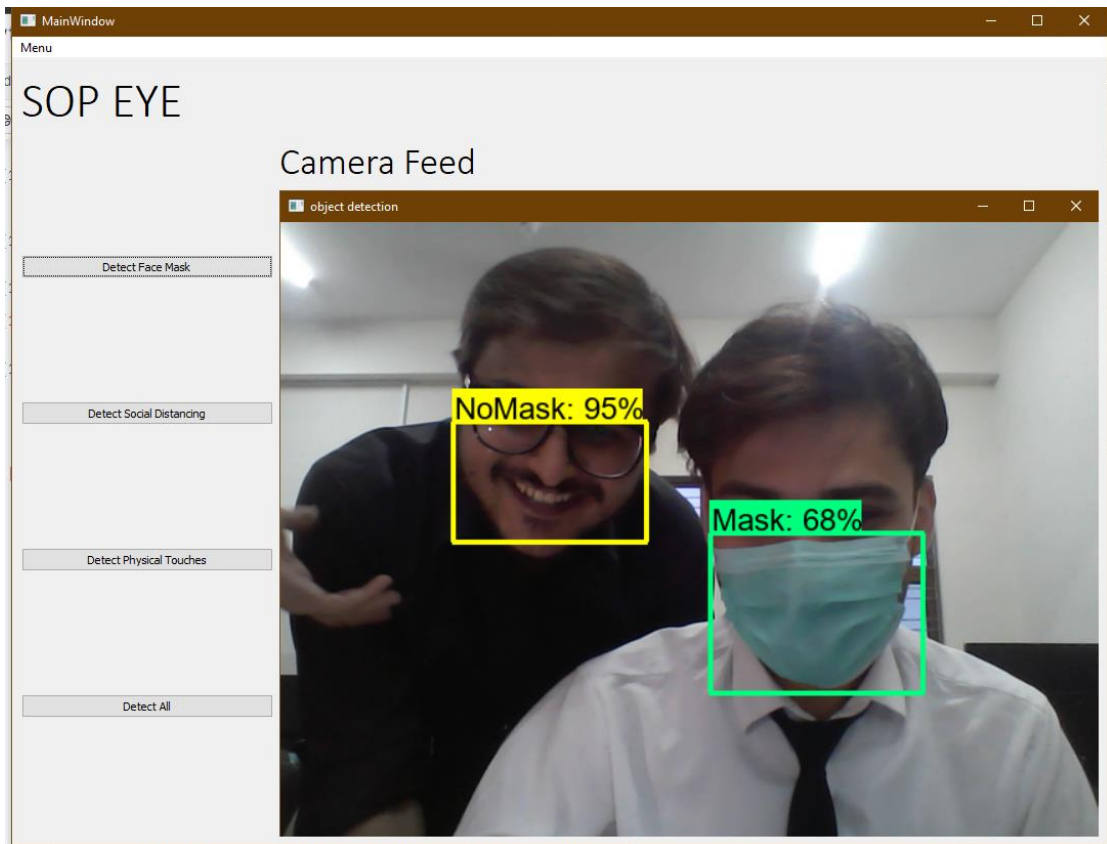 MainWindow
Menu
SOP EYE
Camera Feed
object detection
Detect Face Mask
NoMask: 95%
Detect Social Distancing
Mask: 68%
Detect Physical Touches
Detect All